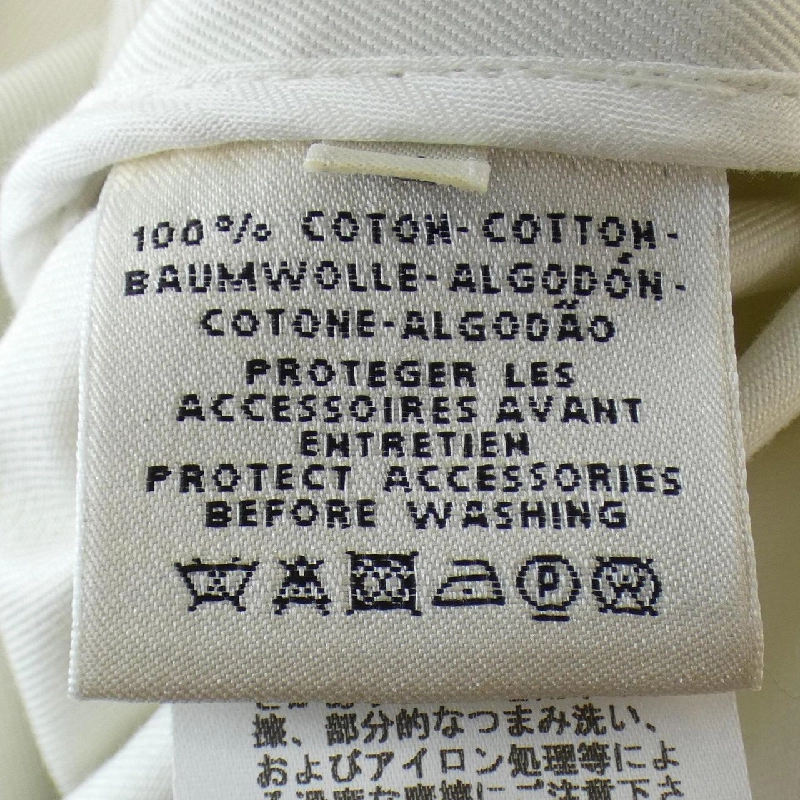 100% COTON-COTTON-
BAUMWOLLE-ALGODÓN-
COTONE-ALGODÃO
PROTEGER LES
ACCESSOIRES AVANT
ENTRETIEN
PROTECT ACCESSORIES
BEFORE WASHING
P W
擦、部分的なつまみ洗い、
およびアイロン処理等によ